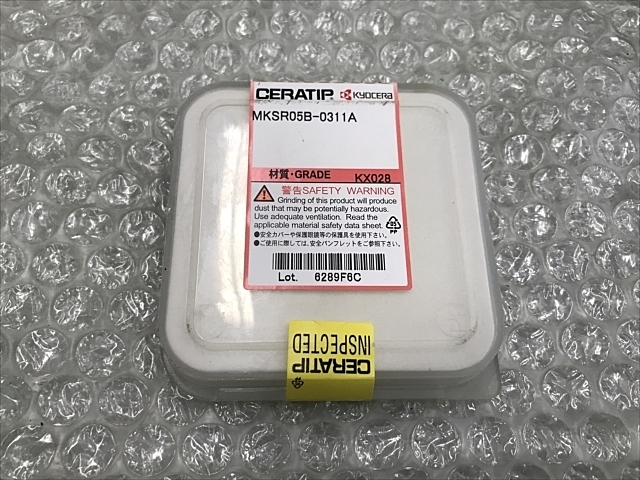 CERATIP KYOCERA
MKSR05B-0311A
材質・GRADE KX028
警告SAFETY WARNING
Grinding of this product will produce
dust that may be potentially hazardous.
Use adequate ventilation. Read the
applicable material safety data sheet.
PP
●安全カバーや保護眼鏡等の保護具を使用下さい。
●ご使用に際しては、安全パンフレットをご参照下さい。
Lot. 6289F6C
CERATIP
INSPECTED